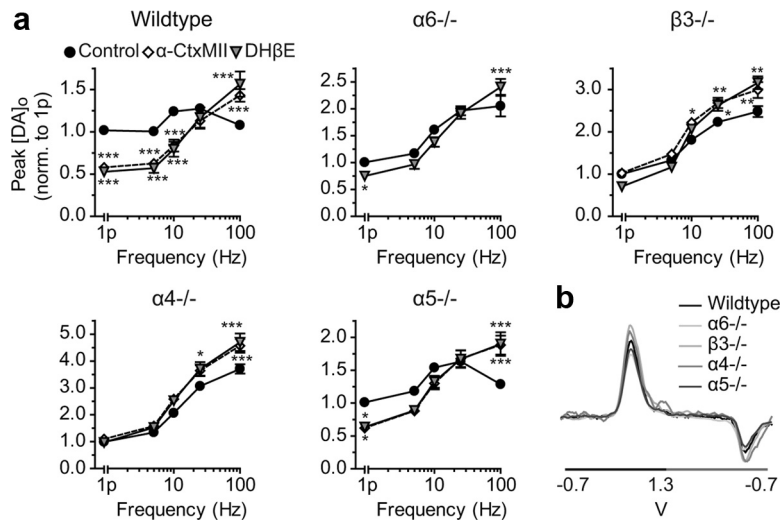 a
Wildtype
α6-/-
β3-/-
Control α-CtxMII DHβE
Peak [DA]o
(norm. to 1p)
1.5
1.0
0.5
0.0
***
***
***
***
***
***
***
***
1p 10 100
Frequency (Hz)
2.5
2.0
1.5
1.0
0.5
0.0
*
***
1p 10 100
Frequency (Hz)
3.0
2.0
1.0
0.0
*
**
*
**
**
1p 10 100
Frequency (Hz)
α4-/-
α5-/-
5.0
4.0
3.0
2.0
1.0
0.0
*
***
***
1p 10 100
Frequency (Hz)
2.0
1.5
1.0
0.5
0.0
*
*
***
***
1p 10 100
Frequency (Hz)
b
Wildtype
α6-/-
β3-/-
α4-/-
α5-/-
-0.7 1.3 -0.7
V